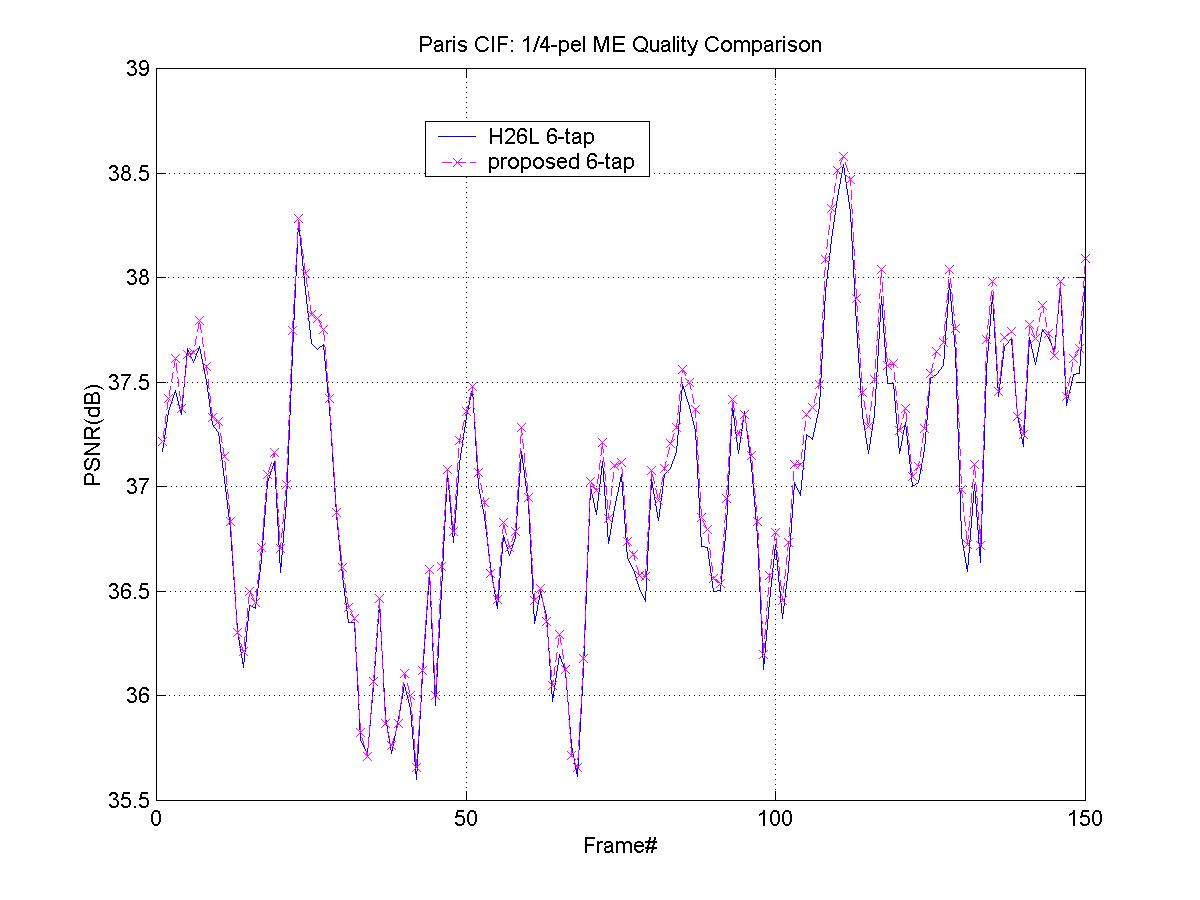 Paris CIF: 1/4-pel ME Quality Comparison
39
H26L 6-tap
proposed 6-tap
38.5
38
37.5
PSNR(dB)
37
36.5
36
35.5
0
50
100
150
Frame#